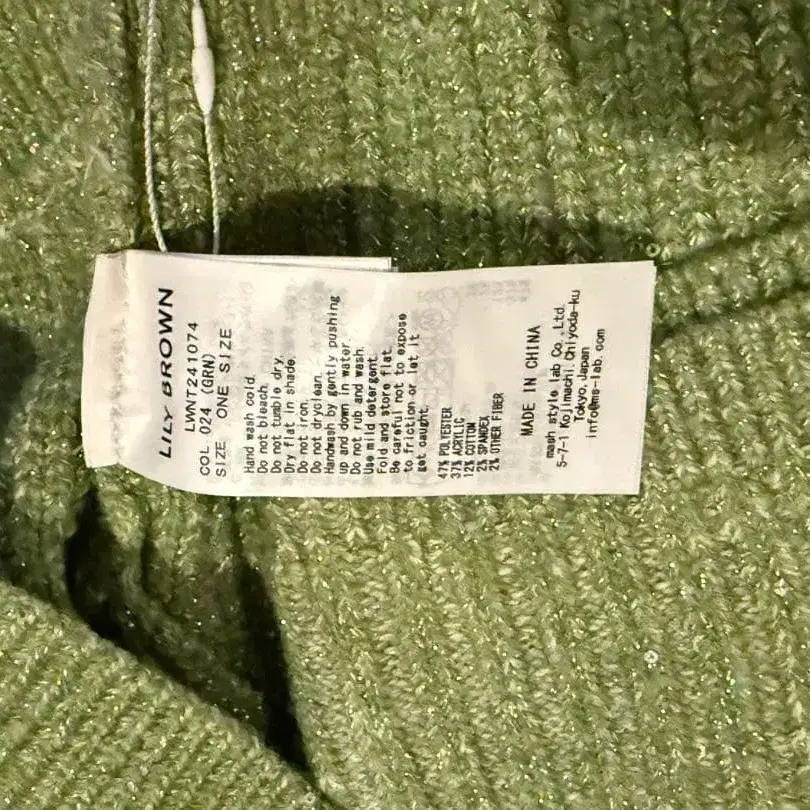 LILY BROWN
LWNT241074
COL 024 (GRN)
SIZE ONE SIZE
Hand wash cold.
Do not bleach.
Do not tumble dry.
Dry flat in shade.
Do not iron.
Do not dryclean.
Handwash by gently pushing
up and down in water.
Do not rub and wash.
Use mild detergent.
Fold and store flat.
Be careful not to expose
to friction or let it
get caught.
47% POLYESTER
37% ACRYLIC
12% COTTON
2% SPANDEX
2% OTHER FIBER
MADE IN CHINA
mash style lab Co.,Ltd.
5-7-1 Kojimachi, Chiyoda-ku
Tokyo, Japan
info@ms-lab.com